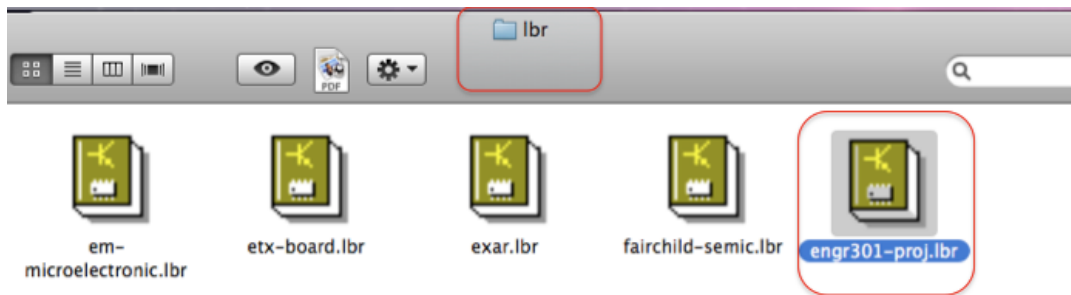 lbr
PDF
em-
microelectronic.lbr
etx-board.lbr
exar.lbr
fairchild-semic.lbr
engr301-proj.lbr